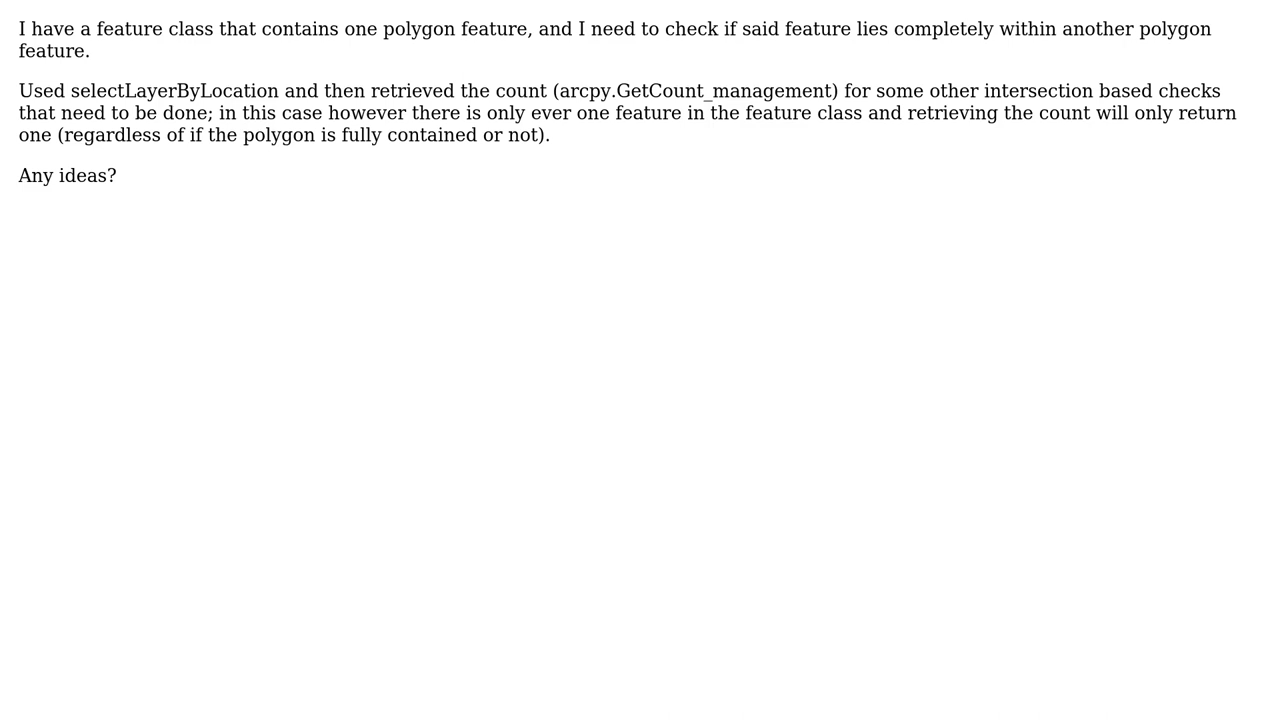 I have a feature class that contains one polygon feature, and I need to check if said feature lies completely within another polygon
feature.
Used selectLayerByLocation and then retrieved the count (arcpy.GetCount_management) for some other intersection based checks
that need to be done; in this case however there is only ever one feature in the feature class and retrieving the count will only return
one (regardless of if the polygon is fully contained or not).
Any ideas?